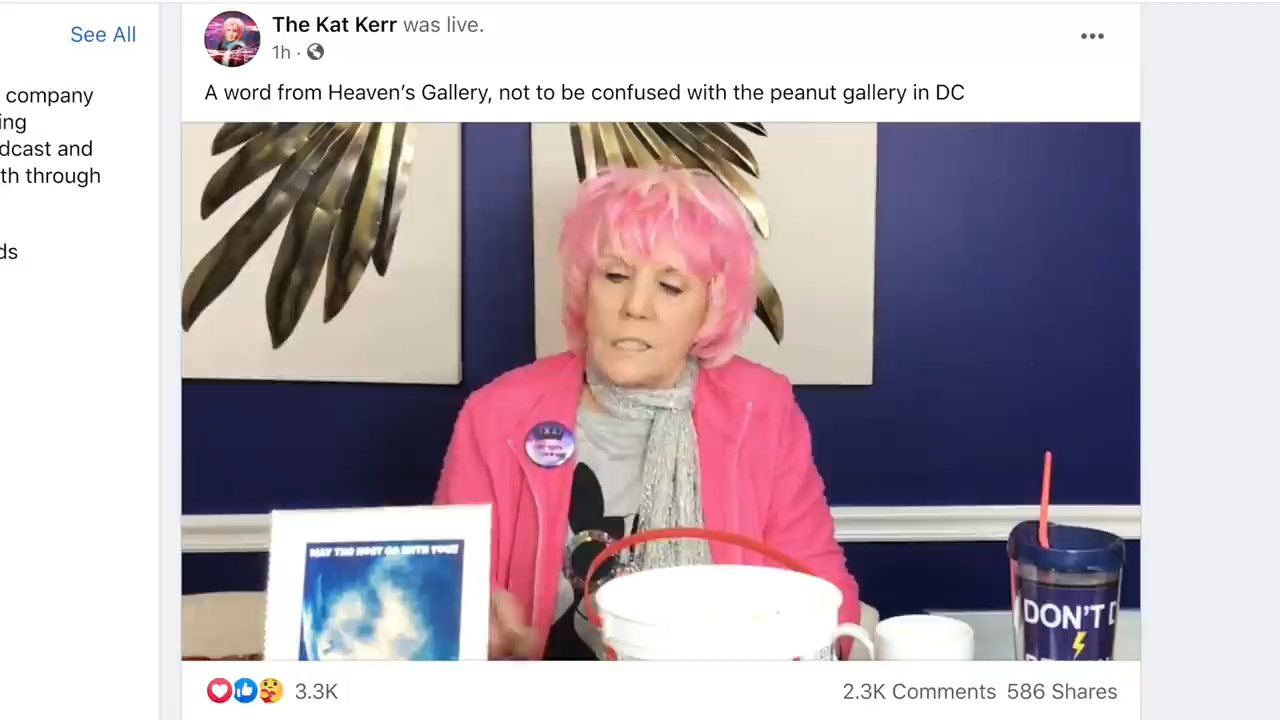 See All
company
ing
dcast and
th through
ds
The Kat Kerr was live.
1h ·
A word from Heaven's Gallery, not to be confused with the peanut gallery in DC
MAY THE HOST GO WITH YOU!!
DON'T D
3.3K
2.3K Comments 586 Shares